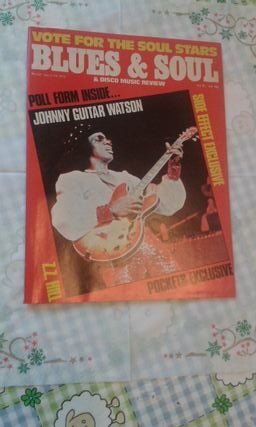 VOTE FOR THE SOUL STARS
BLUES & SOUL
& DISCO MUSIC REVIEW
POLL FORM INSIDE...
JOHNNY GUITAR WATSON
SIDE EFFECT EXCLUSIVE
Z.Z. HILL
POCKETS EXCLUSIVE